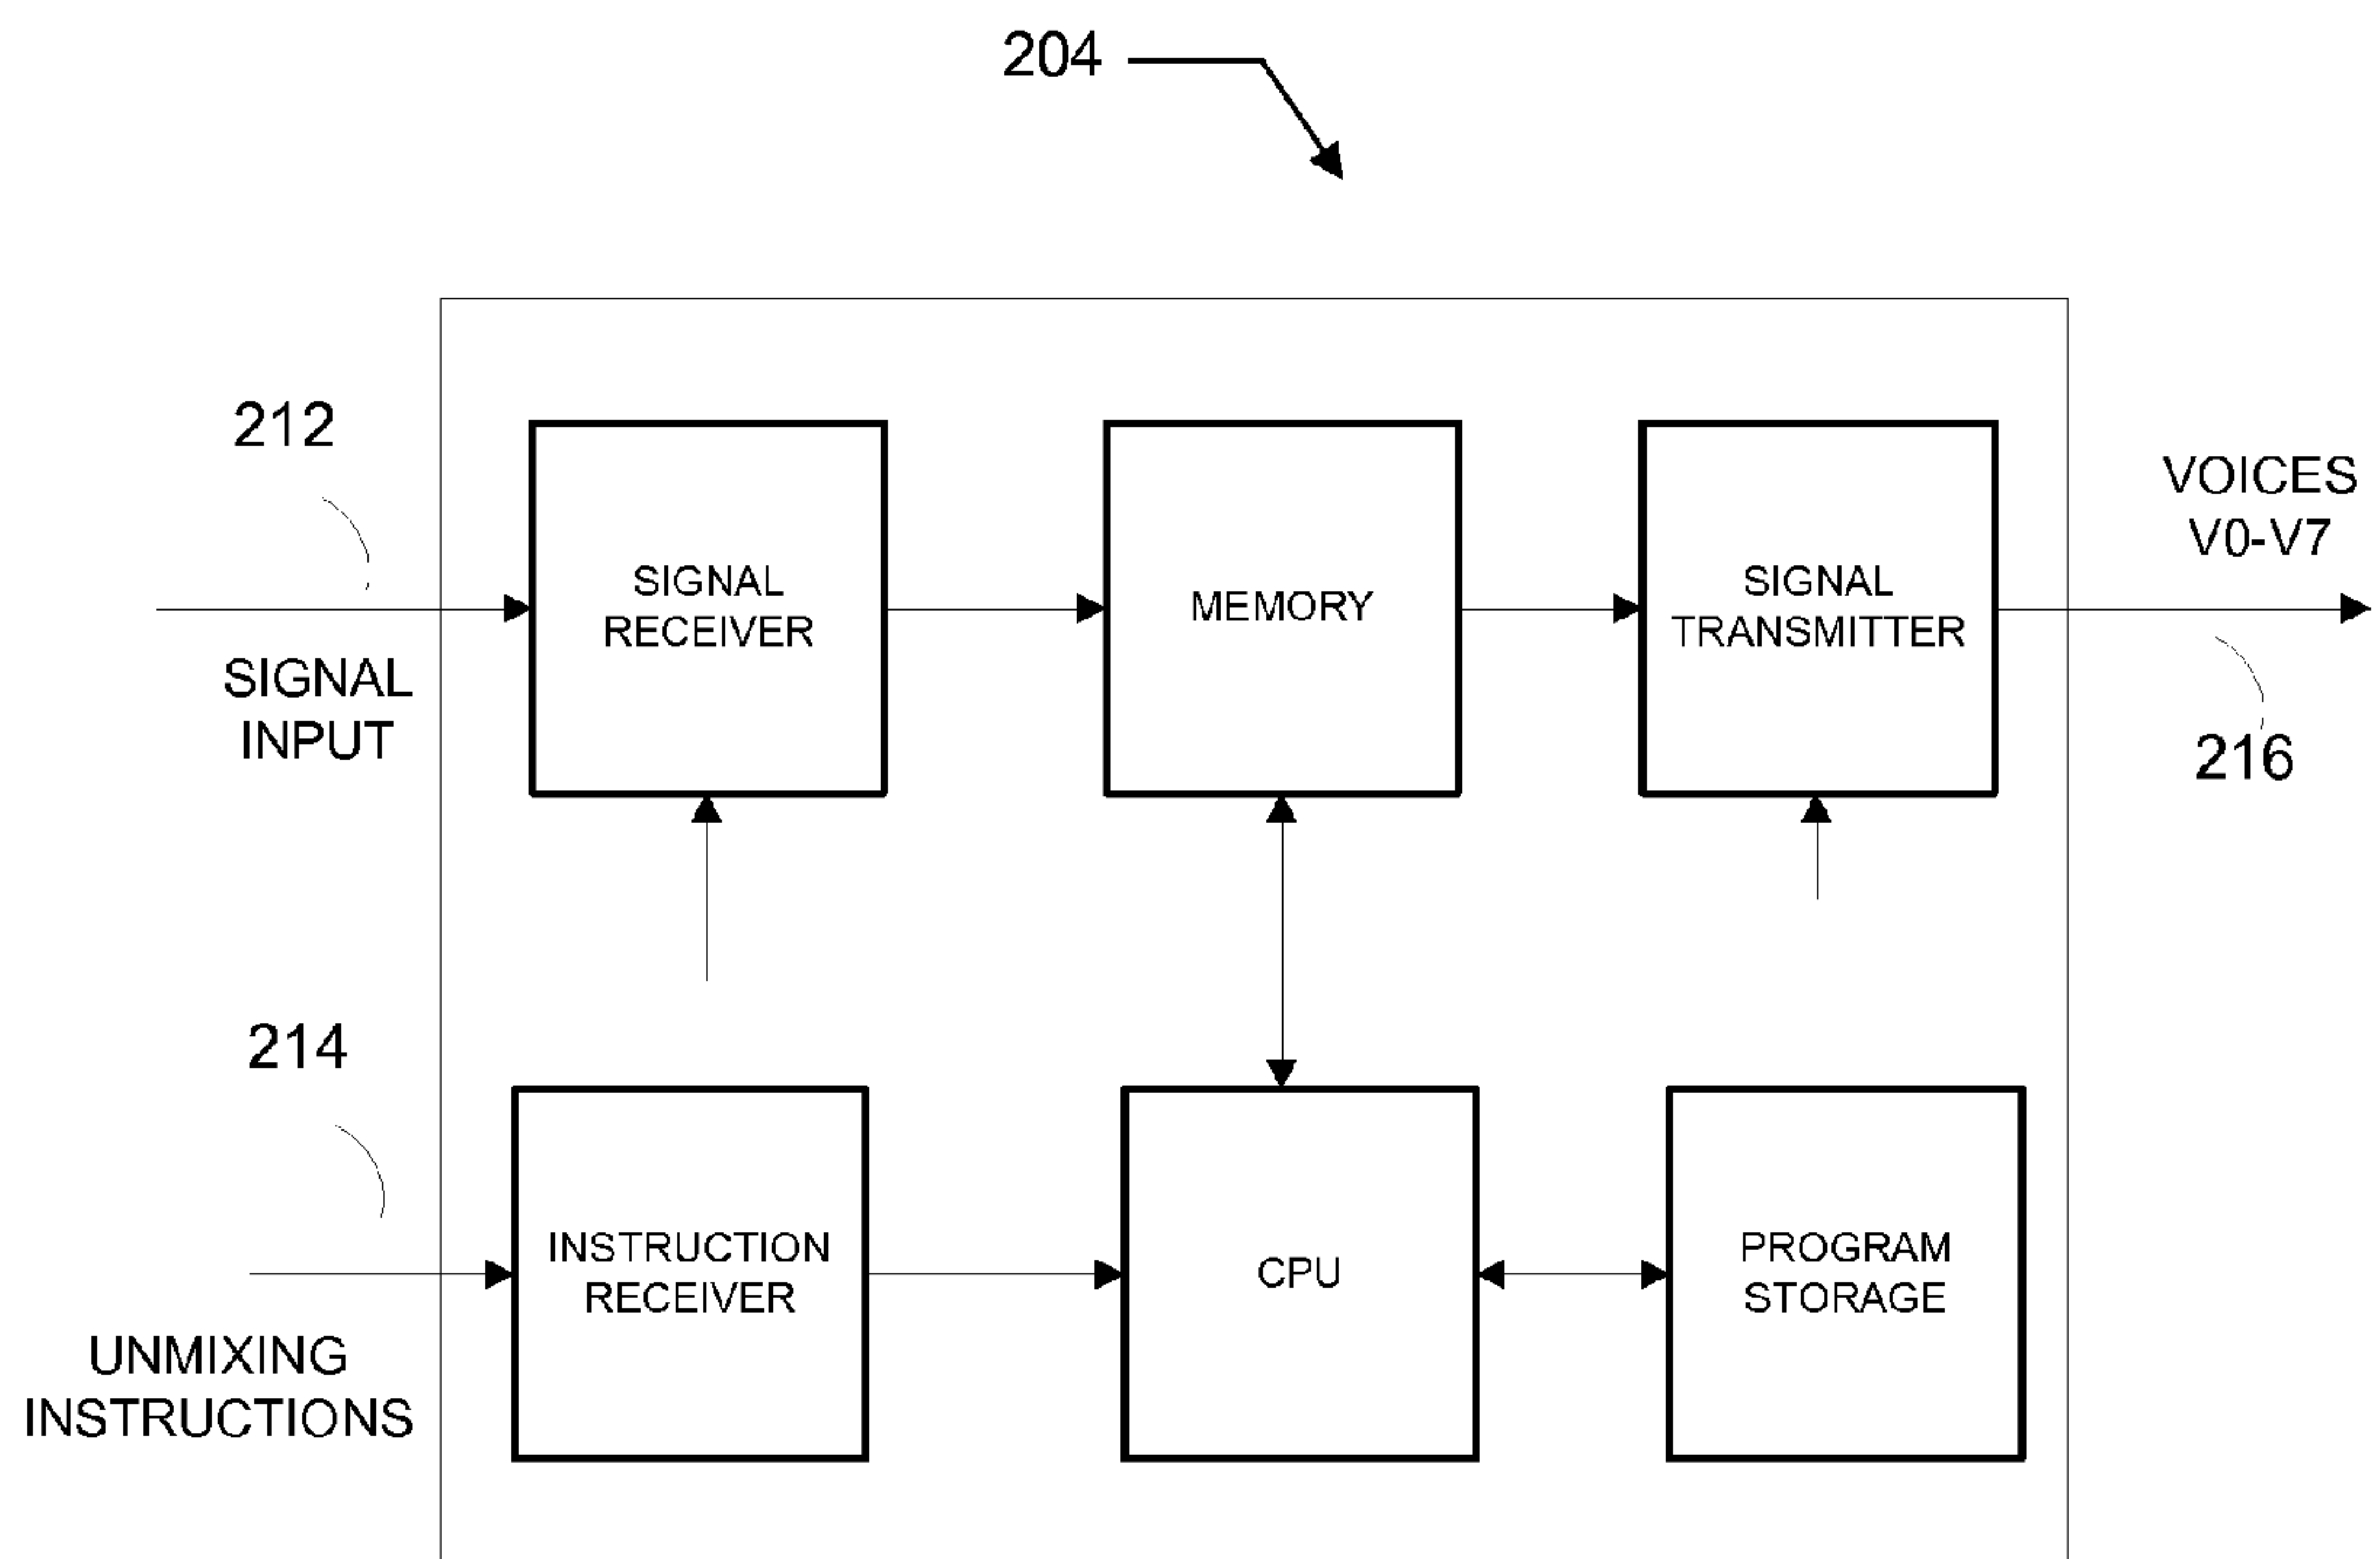 204
212
SIGNAL
INPUT
SIGNAL
RECEIVER
MEMORY
SIGNAL
TRANSMITTER
VOICES
V0-V7
216
214
UNMIXING
INSTRUCTIONS
INSTRUCTION
RECEIVER
CPU
PROGRAM
STORAGE